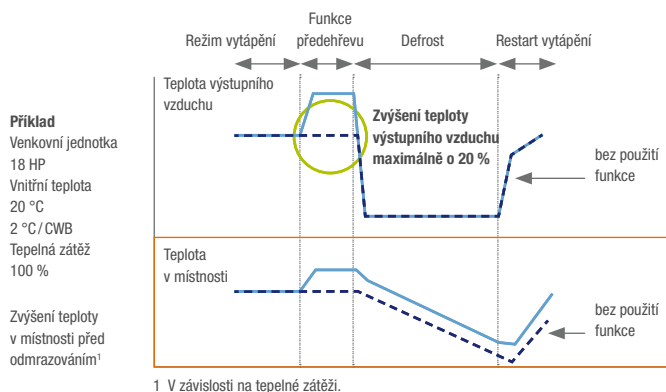 Režim vytápění
Funkce
předehřevu
Defrost
Restart vytápění
Teplota výstupního
vzduchu
Zvýšení teploty
výstupního vzduchu
maximálně o 20 %
bez použití
funkce
Příklad
Venkovní jednotka
18 HP
Vnitřní teplota
20 °C
2 °C / CWB
Tepelná zátěž
100 %
Teplota
v místnosti
bez použití
funkce
Zvýšení teploty
v místnosti před
odmrazováním¹
1 V závislosti na tepelné zátěži.